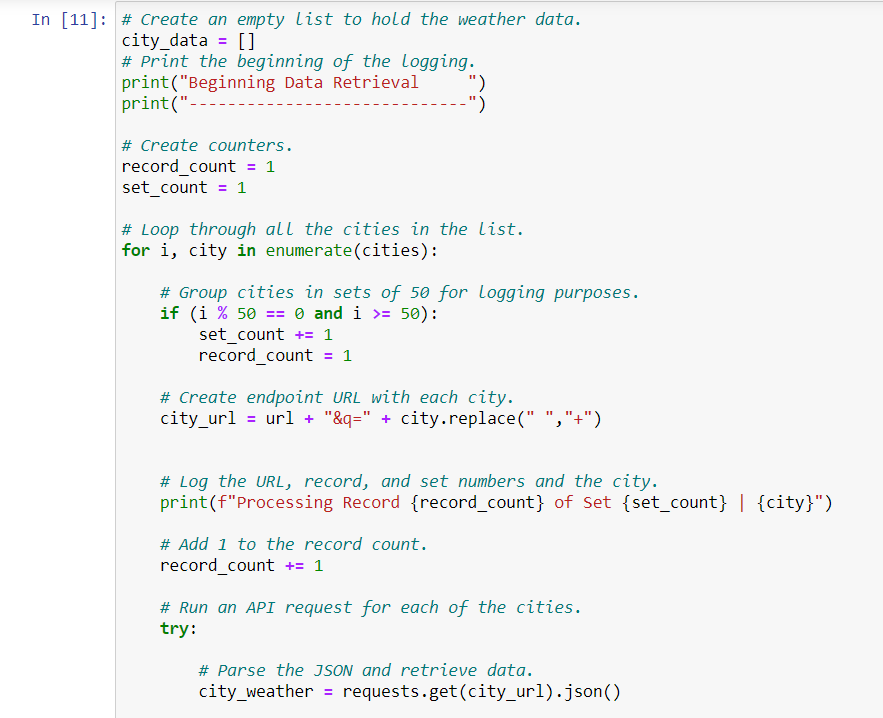 In [11]: # Create an empty list to hold the weather data.
city_data = []
# Print the beginning of the logging.
print("Beginning Data Retrieval     ")
print("-----------------------------")
# Create counters.
record_count = 1
set_count = 1
# Loop through all the cities in the list.
for i, city in enumerate(cities):
    # Group cities in sets of 50 for logging purposes.
    if (i % 50 == 0 and i >= 50):
        set_count += 1
        record_count = 1
    # Create endpoint URL with each city.
    city_url = url + "&q=" + city.replace(" ","+")
    # Log the URL, record, and set numbers and the city.
    print(f"Processing Record {record_count} of Set {set_count} | {city}")
    # Add 1 to the record count.
    record_count += 1
    # Run an API request for each of the cities.
    try:
        # Parse the JSON and retrieve data.
        city_weather = requests.get(city_url).json()